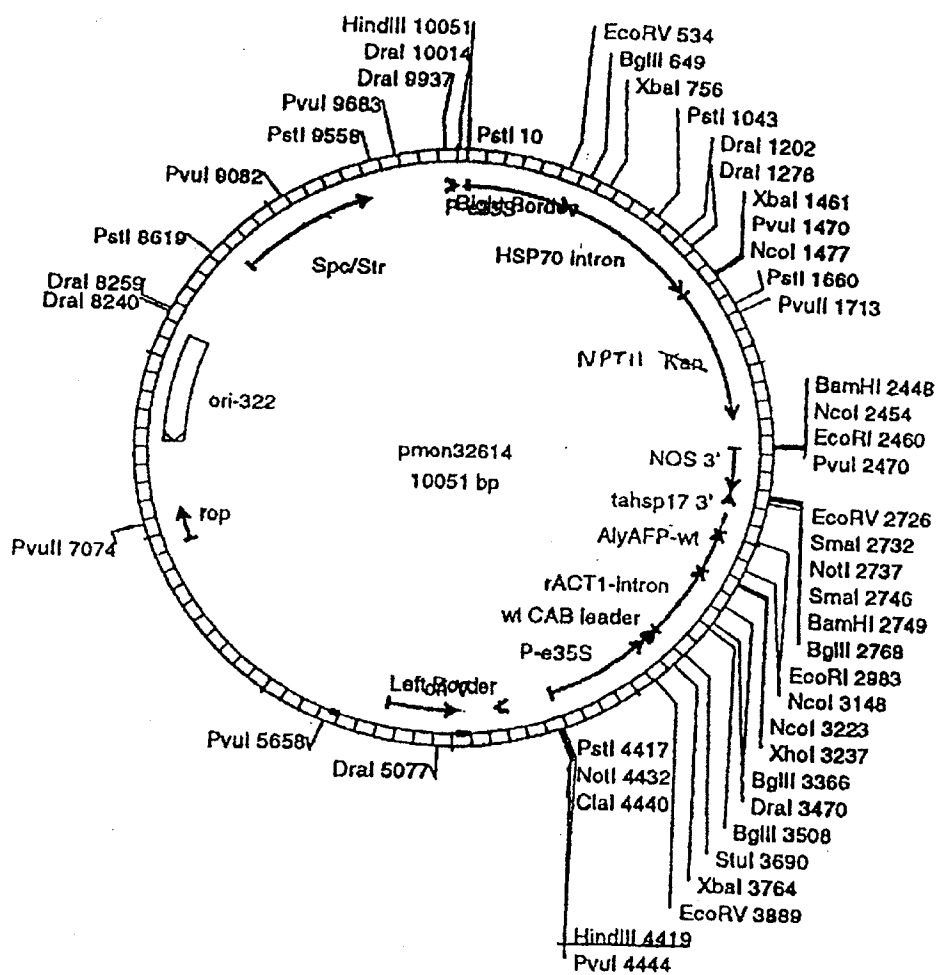 HindIII 10051
DraI 10014
DraI 9937
PvuI 9683
PstI 9558
PvuI 9082
PstI 8619
DraI 8259
DraI 8240
PvuII 7074
PvuI 5658
DraI 5077
PstI 10
EcoRV 534
BglII 649
XbaI 756
PstI 1043
DraI 1202
DraI 1278
XbaI 1461
PvuI 1470
NcoI 1477
PstI 1660
PvuII 1713
BamHI 2448
NcoI 2454
EcoRI 2460
PvuI 2470
EcoRV 2726
SmaI 2732
NotI 2737
SmaI 2746
BamHI 2749
BglII 2768
EcoRI 2983
NcoI 3148
NcoI 3223
XhoI 3237
BglII 3366
DraI 3470
BglII 3508
StuI 3690
XbaI 3764
EcoRV 3889
PstI 4417
NotI 4432
ClaI 4440
HindIII 4419
PvuI 4444
Right Border
P-e35S
HSP70 intron
NPTII Kan
NOS 3'
tahsp17 3'
AlyAFP-wt
rACT1-intron
wt CAB leader
P-e35S
Left Border
rop
ori-322
Spc/Str
pmon32614
10051 bp